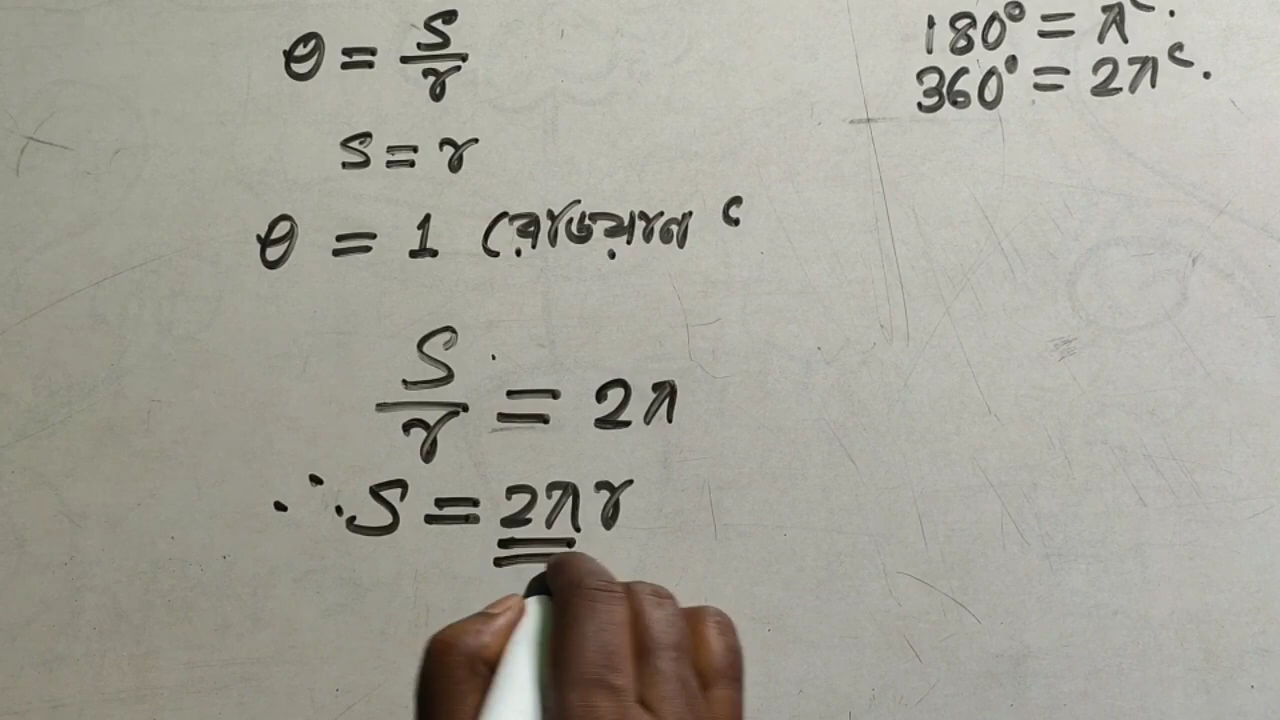 θ = S/r
S = r
θ = 1 রেডিয়ান c
S/r = 2π
∴ S = 2πr
180° = π^c.
360° = 2π^c.